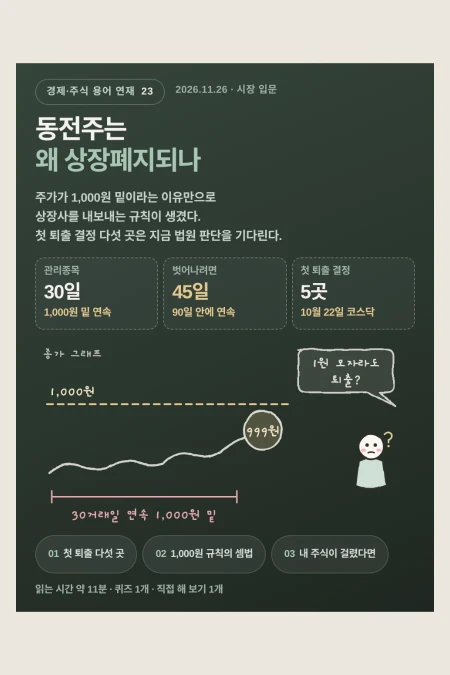 경제·주식 용어 연재 23
2026.11.26 · 시장 입문
동전주는
왜 상장폐지되나
주가가 1,000원 밑이라는 이유만으로
상장사를 내보내는 규칙이 생겼다.
첫 퇴출 결정 다섯 곳은 지금 법원 판단을 기다린다.
관리종목
30일
1,000원 밑 연속
벗어나려면
45일
90일 안에 연속
첫 퇴출 결정
5곳
10월 22일 코스닥
종가 그래프
1원 모자라도
퇴출?
1,000원
999원
?
30거래일 연속 1,000원 밑
01 첫 퇴출 다섯 곳
02 1,000원 규칙의 셈법
03 내 주식이 걸렸다면
읽는 시간 약 11분 · 퀴즈 1개 · 직접 해 보기 1개